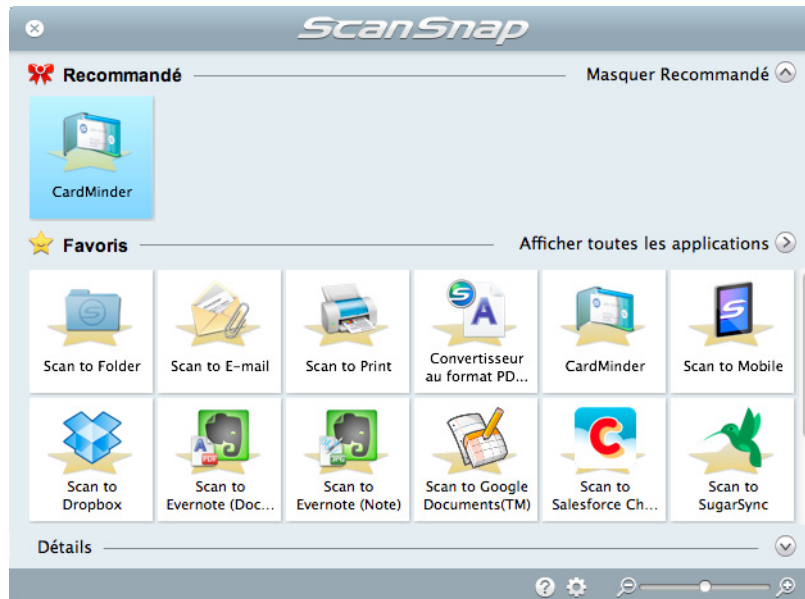 ScanSnap
Recommandé
Masquer Recommandé
CardMinder
Favoris
Afficher toutes les applications
Scan to Folder
Scan to E-mail
Scan to Print
Convertisseur
au format PD...
CardMinder
Scan to Mobile
Scan to
Dropbox
Scan to
Evernote (Doc...
Scan to
Evernote (Note)
Scan to Google
Documents(TM)
Scan to
Salesforce Ch...
Scan to
SugarSync
Détails